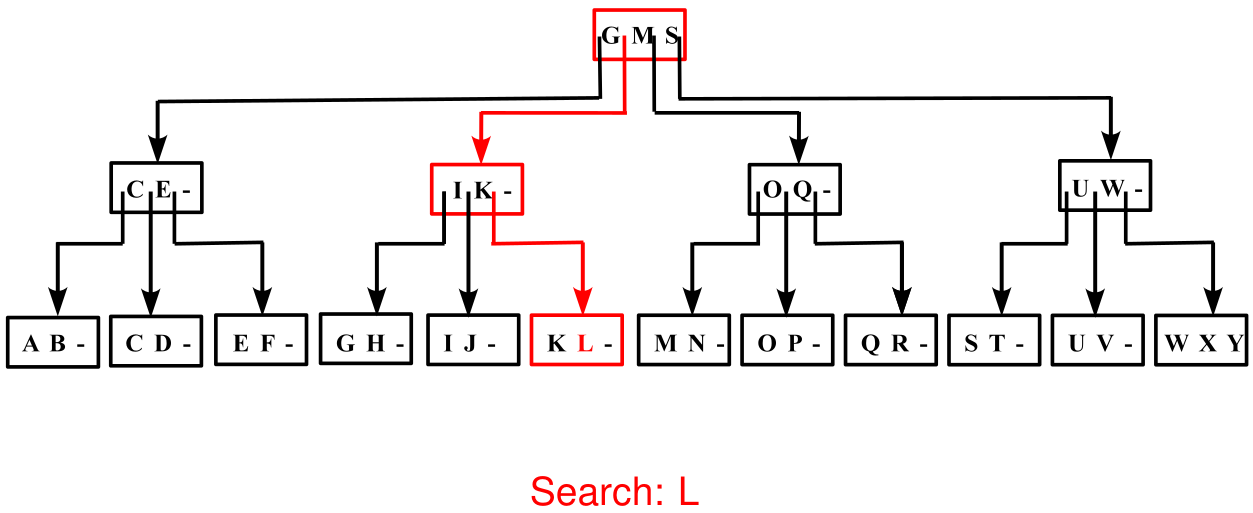 G M S
C E - I K - O Q - U W -
A B - C D - E F - G H - I J - K L - M N - O P - Q R - S T - U V - W X Y
Search: L